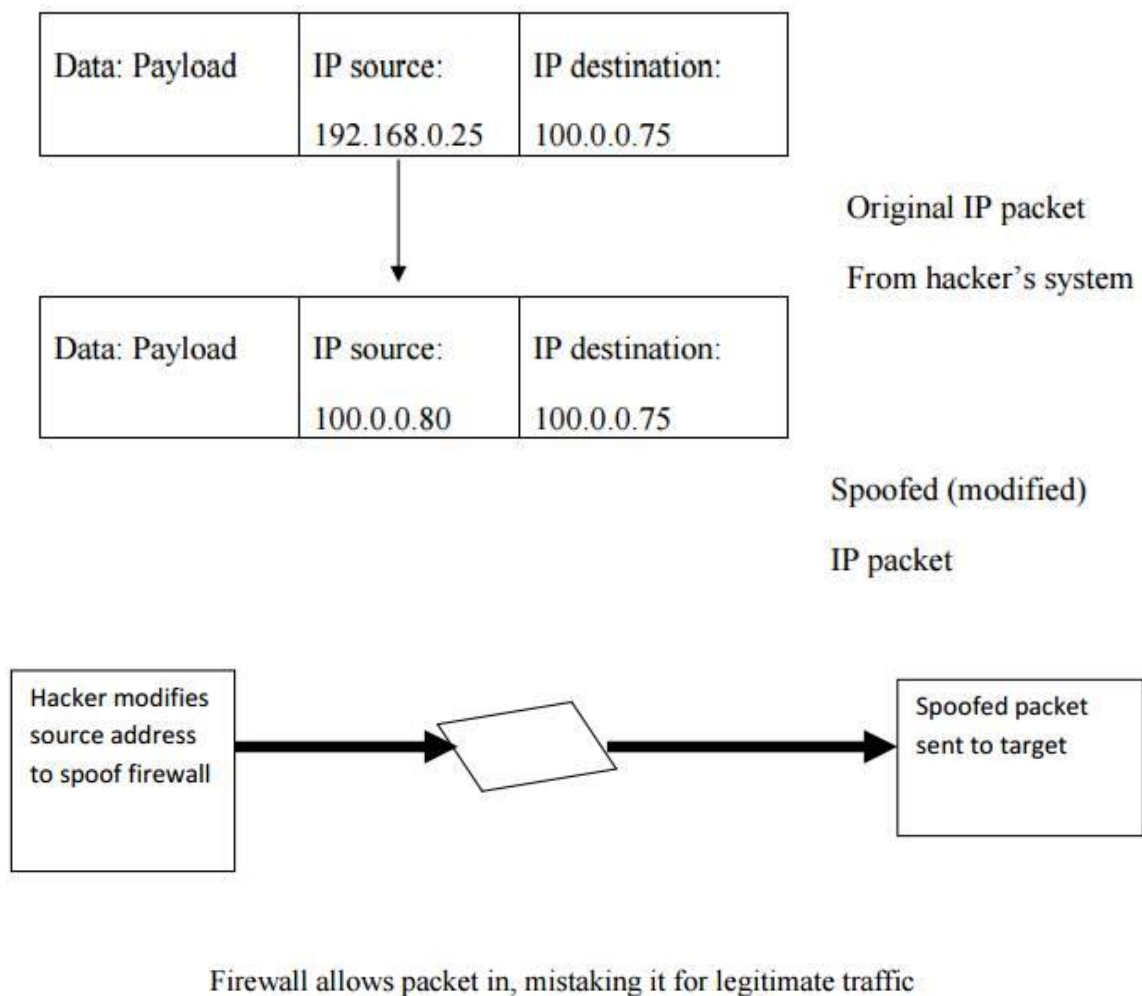 Data: Payload
IP source:
192.168.0.25
IP destination:
100.0.0.75
Original IP packet
From hacker’s system
Data: Payload
IP source:
100.0.0.80
IP destination:
100.0.0.75
Spoofed (modified)
IP packet
Hacker modifies
source address
to spoof firewall
Spoofed packet
sent to target
Firewall allows packet in, mistaking it for legitimate traffic